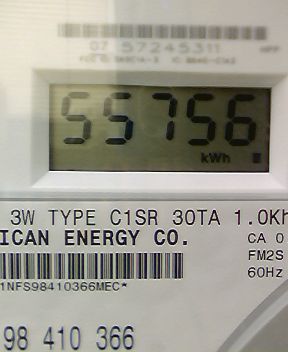 07 57245311
55756
kWh
3W TYPE C1SR 30TA 1.0Kh
ICAN ENERGY CO.
CA 0
FM2S
60Hz
1NFS98410366MEC*
98 410 366